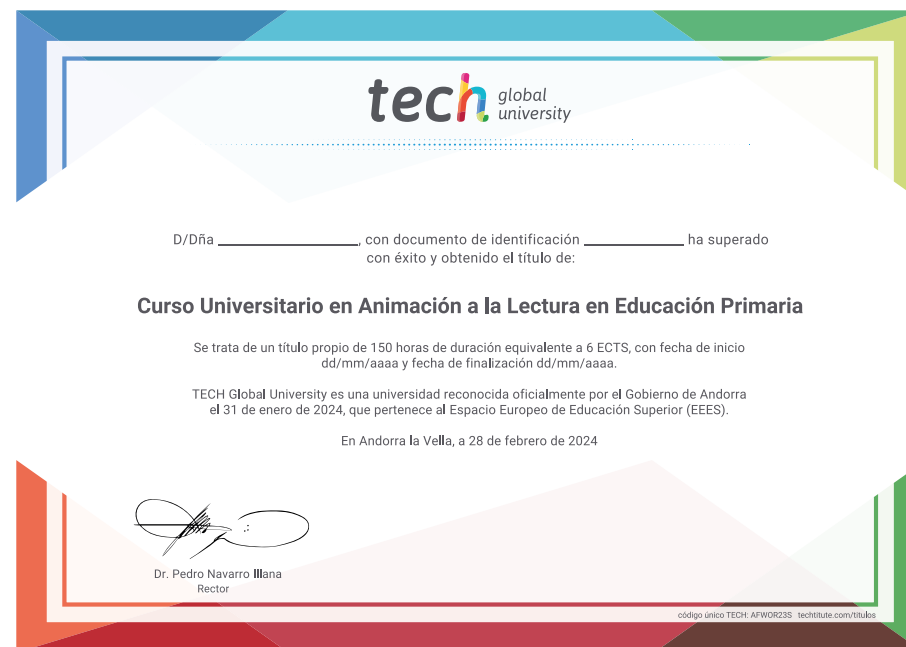 tech global university
D/Dña ______________, con documento de identificación __________ ha superado
con éxito y obtenido el título de:
Curso Universitario en Animación a la Lectura en Educación Primaria
Se trata de un título propio de 150 horas de duración equivalente a 6 ECTS, con fecha de inicio
dd/mm/aaaa y fecha de finalización dd/mm/aaaa.
TECH Global University es una universidad reconocida oficialmente por el Gobierno de Andorra
el 31 de enero de 2024, que pertenece al Espacio Europeo de Educación Superior (EEES).
En Andorra la Vella, a 28 de febrero de 2024
Dr. Pedro Navarro Illana
Rector
código único TECH: AFWOR23S techtitute.com/titulos